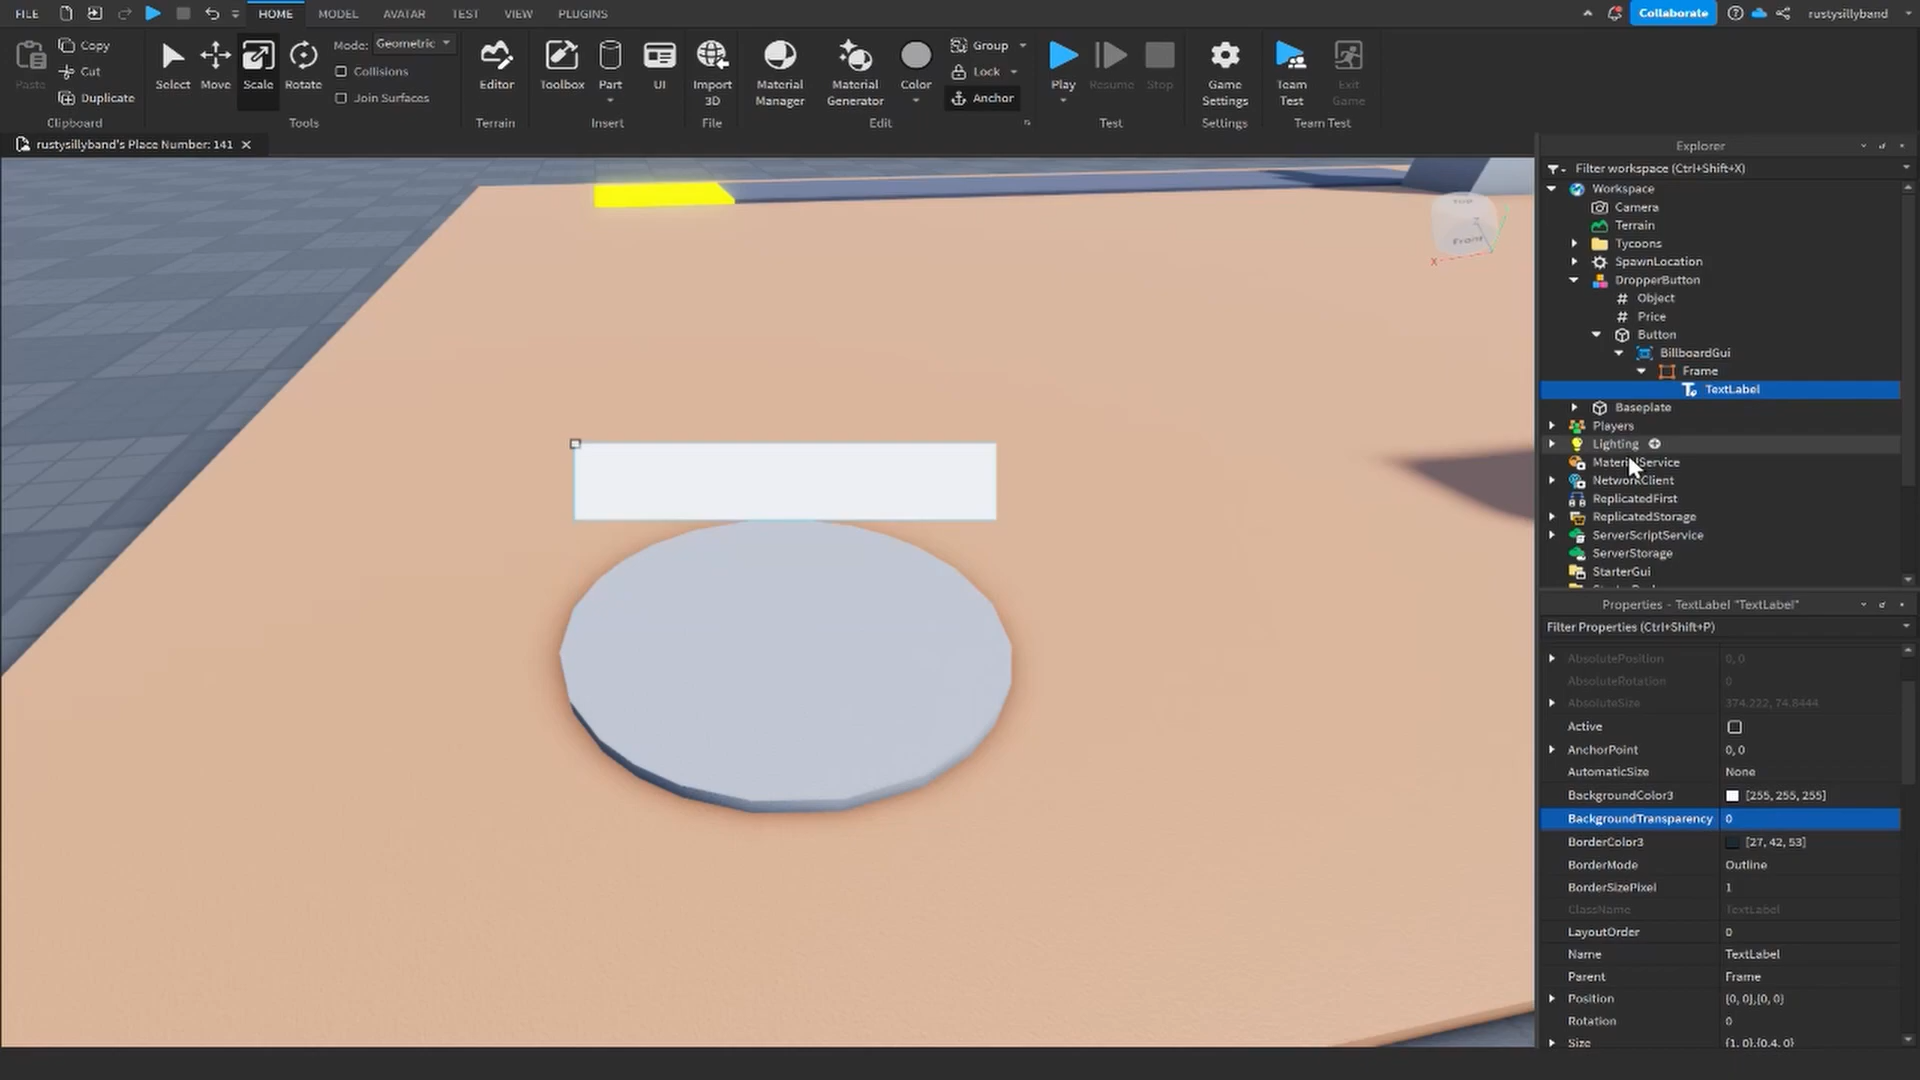 FILE HOME MODEL AVATAR TEST VIEW PLUGINS Collaborate rustysillyband
Paste Copy Cut Duplicate Clipboard
Select Move Scale Rotate Mode: Geometric Collisions Join Surfaces Tools
Editor Terrain
Toolbox Part UI Insert
Import 3D File
Material Manager Material Generator Color Group Lock Anchor Edit
Play Resume Stop Test
Game Settings Settings
Team Test Exit Game Team Test
rustysillyband's Place Number: 141
Top
Front
X
Z
Explorer
Filter workspace (Ctrl+Shift+X)
Workspace
Camera
Terrain
Tycoons
SpawnLocation
DropperButton
# Object
# Price
Button
BillboardGui
Frame
TextLabel
Baseplate
Players
Lighting
MaterialService
NetworkClient
ReplicatedFirst
ReplicatedStorage
ServerScriptService
ServerStorage
StarterGui
Properties - TextLabel "TextLabel"
Filter Properties (Ctrl+Shift+P)
AbsolutePosition 0, 0
AbsoluteRotation 0
AbsoluteSize 374.222, 74.8444
Active
AnchorPoint 0, 0
AutomaticSize None
BackgroundColor3 [255, 255, 255]
BackgroundTransparency 0
BorderColor3 [27, 42, 53]
BorderMode Outline
BorderSizePixel 1
ClassName TextLabel
LayoutOrder 0
Name TextLabel
Parent Frame
Position {0, 0},{0, 0}
Rotation 0
Size {1, 0},{0.4, 0}